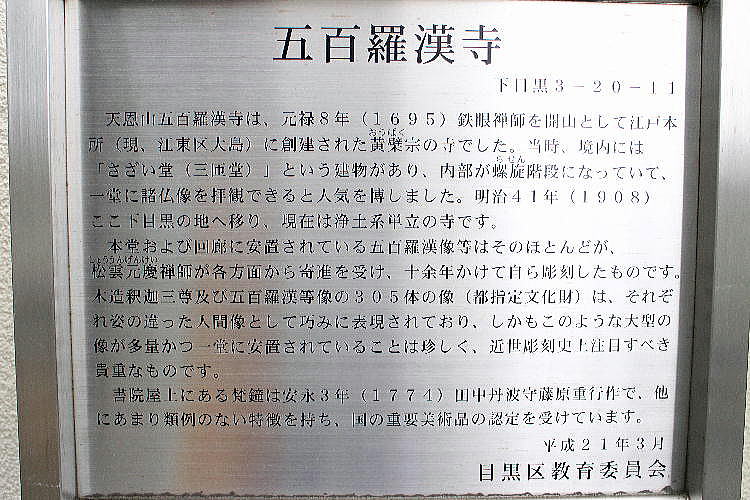 五百羅漢寺
下目黒3－20－11
天恩山五百羅漢寺は、元禄8年（1695）鉄眼禅師を開山として江戸本
所（現、江東区大島）に創建された黄檗宗の寺でした。当時、境内には
おうばく
「さざい堂（三匝堂）」という建物があり、内部が螺旋階段になっていて、
らせん
一堂に諸仏像を拝観できると人気を博しました。明治41年（1908）
ここ下目黒の地へ移り、現在は浄土系単立の寺です。
本堂および回廊に安置されている五百羅漢像等はそのほとんどが、
しょううんげんけい
松雲元慶禅師が各方面から寄進を受け、十余年かけて自ら彫刻したものです。
木造釈迦三尊及び五百羅漢等像の305体の像（都指定文化財）は、それぞ
れ姿の違った人間像として巧みに表現されており、しかもこのような大型の
像が多量かつ一堂に安置されていることは珍しく、近世彫刻史上注目すべき
貴重なものです。
書院屋上にある梵鐘は安永3年（1774）田中丹波守藤原重行作で、他
にあまり類例のない特徴を持ち、国の重要美術品の認定を受けています。
平成21年3月
目黒区教育委員会